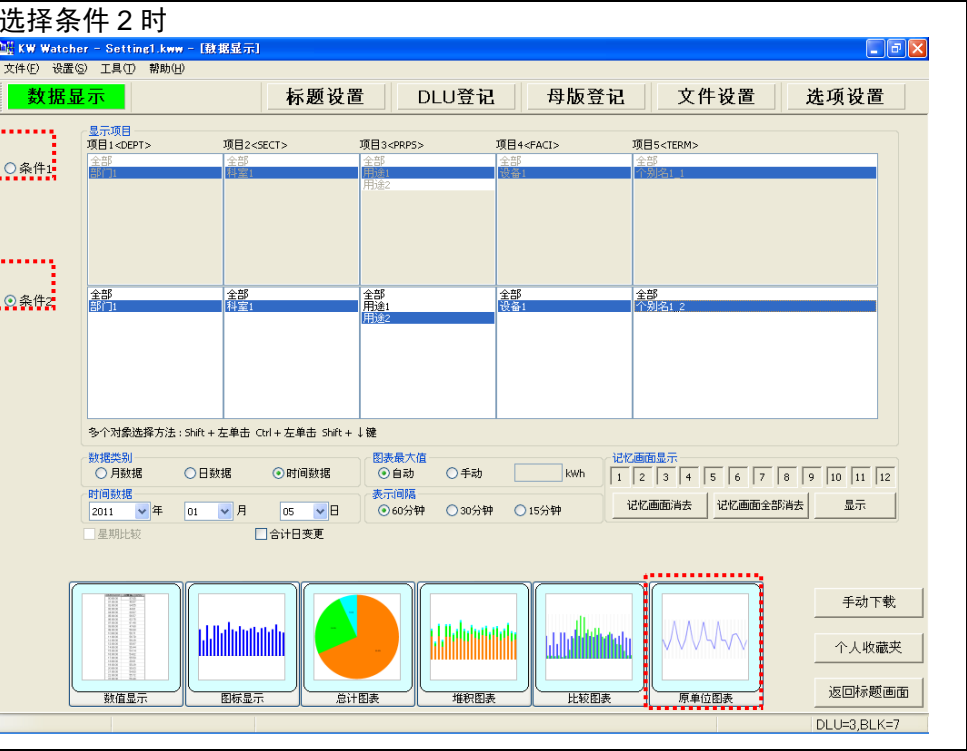 选择条件 2 时
KW Watcher - Setting1.kww - [数据显示]
文件(F) 设置(S) 工具(T) 帮助(H)
数据显示 标题设置 DLU登记 母版登记 文件设置 选项设置
显示项目
项目1<DEPT> 项目2<SECT> 项目3<PRPS> 项目4<FACI> 项目5<TERM>
条件1
全部 全部 全部 全部 全部
部门1 科室1 用途1 设备1 个别名1_1
用途2
条件2
全部 全部 全部 全部 全部
部门1 科室1 用途1 设备1 个别名1_2
用途2
多个对象选择方法 : Shift + 左单击 Ctrl + 左单击 Shift + ↓键
数据类别 图表最大值 记忆画面显示
月数据 日数据 时间数据 自动 手动 kWh 1 2 3 4 5 6 7 8 9 10 11 12
时间数据 表示间隔
2011 年 01 月 05 日 60分钟 30分钟 15分钟 记忆画面消去 记忆画面全部消去 显示
星期比较 合计日变更
数值显示 图标显示 总计图表 堆积图表 比较图表 原单位图表
手动下载
个人收藏夹
返回标题画面
DLU=3,BLK=7